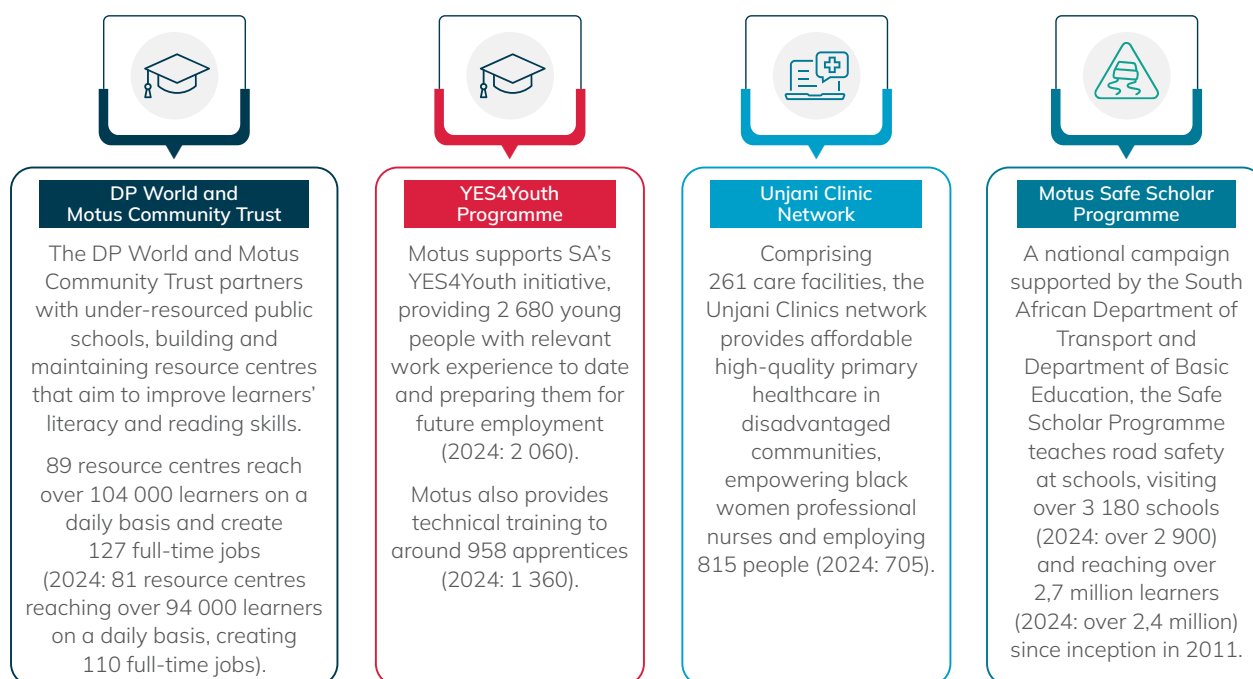 DP World and
Motus Community Trust
The DP World and Motus
Community Trust partners
with under-resourced public
schools, building and
maintaining resource centres
that aim to improve learners’
literacy and reading skills.
89 resource centres reach
over 104 000 learners on a
daily basis and create
127 full-time jobs
(2024: 81 resource centres
reaching over 94 000 learners
on a daily basis, creating
110 full-time jobs).
YES4Youth
Programme
Motus supports SA’s
YES4Youth initiative,
providing 2 680 young
people with relevant
work experience to date
and preparing them for
future employment
(2024: 2 060).
Motus also provides
technical training to
around 958 apprentices
(2024: 1 360).
Unjani Clinic
Network
Comprising
261 care facilities, the
Unjani Clinics network
provides affordable
high-quality primary
healthcare in
disadvantaged
communities,
empowering black
women professional
nurses and employing
815 people (2024: 705).
Motus Safe Scholar
Programme
A national campaign
supported by the South
African Department of
Transport and
Department of Basic
Education, the Safe
Scholar Programme
teaches road safety
at schools, visiting
over 3 180 schools
(2024: over 2 900)
and reaching over
2,7 million learners
(2024: over 2,4 million)
since inception in 2011.